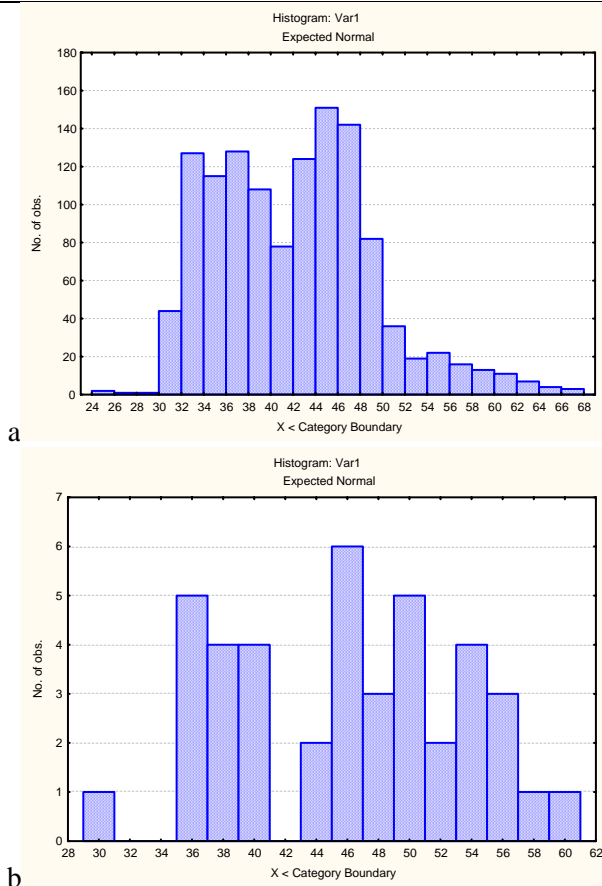 Histogram: Var1
Expected Normal
180
160
140
120
100
80
60
40
20
0
No. of obs.
24 26 28 30 32 34 36 38 40 42 44 46 48 50 52 54 56 58 60 62 64 66 68
X < Category Boundary
a
Histogram: Var1
Expected Normal
7
6
5
4
3
2
1
0
No. of obs.
28 30 32 34 36 38 40 42 44 46 48 50 52 54 56 58 60 62
X < Category Boundary
b